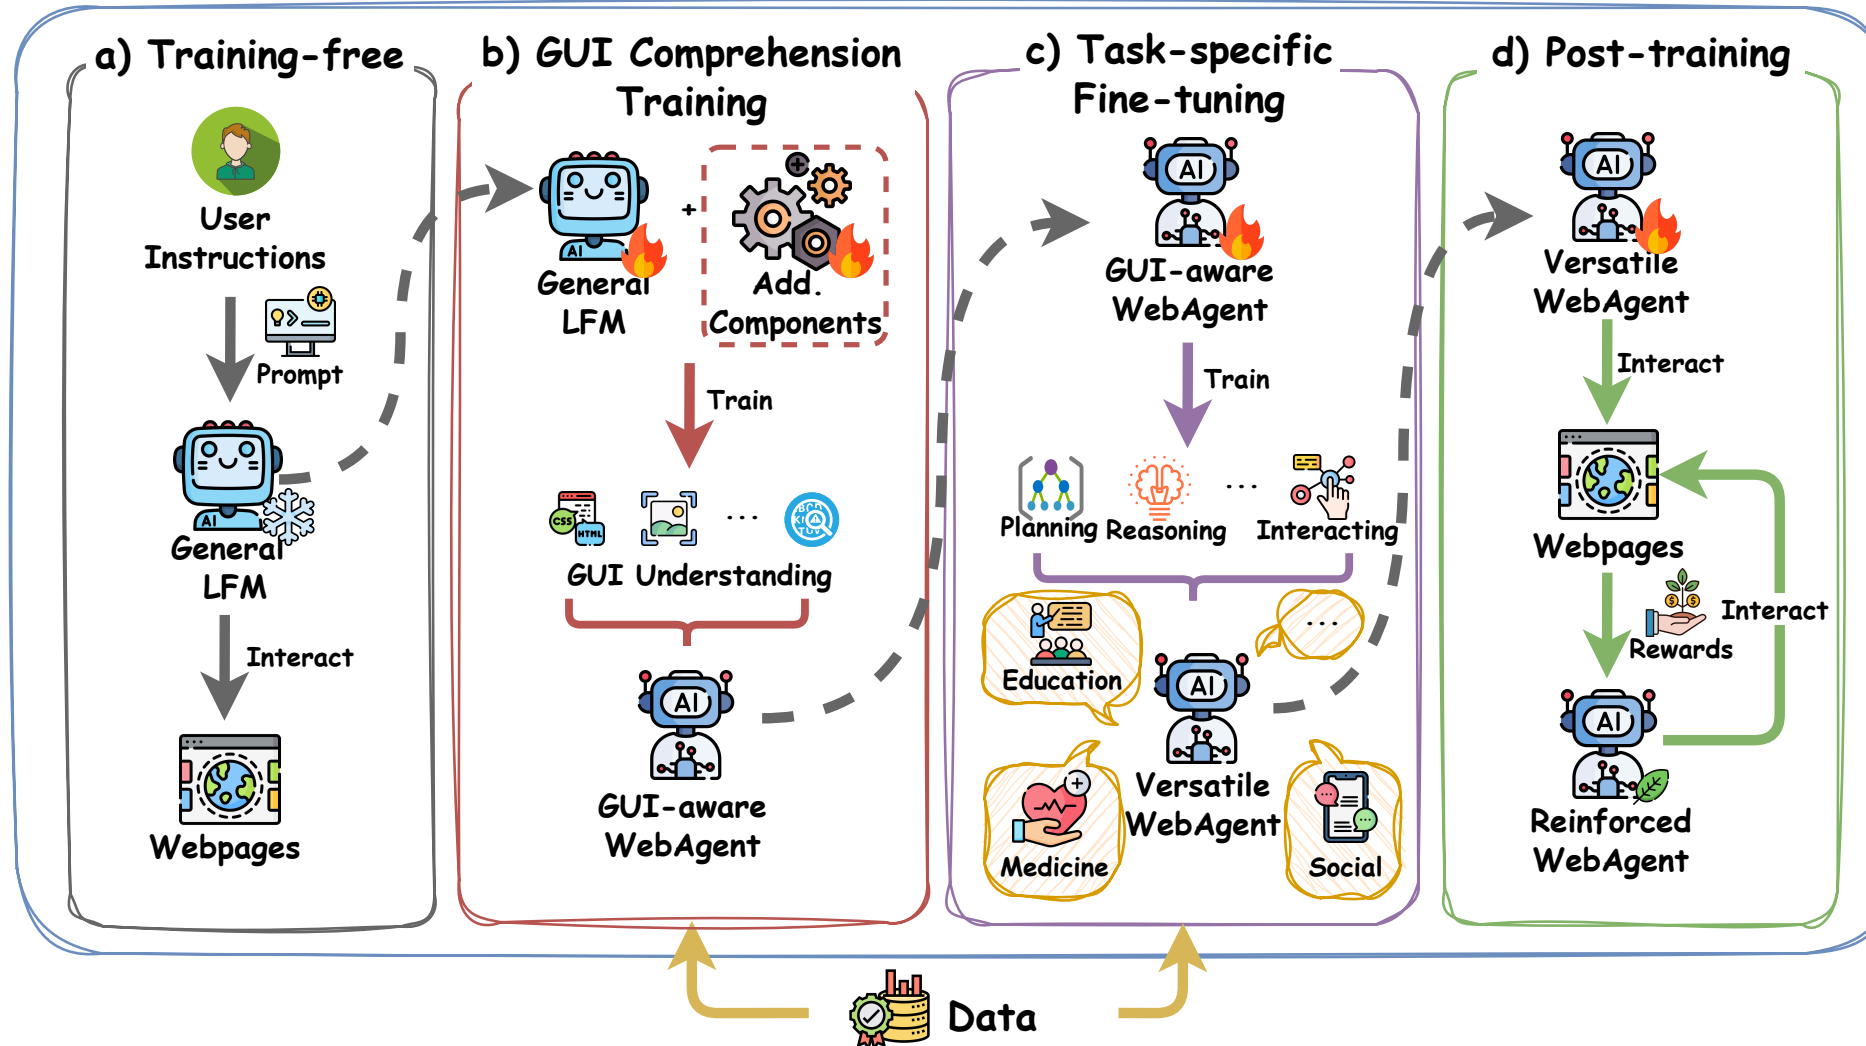 a) Training-free
User
Instructions
Prompt
AI
General
LFM
Interact
Webpages
b) GUI Comprehension
Training
AI
General
LFM
+
Add.
Components
Train
CSS
HTML
...
GUI Understanding
AI
GUI-aware
WebAgent
c) Task-specific
Fine-tuning
AI
GUI-aware
WebAgent
Train
Planning
Reasoning
...
Interacting
Education
...
AI
Versatile
WebAgent
Medicine
Social
d) Post-training
AI
Versatile
WebAgent
Interact
Webpages
Rewards
Interact
AI
Reinforced
WebAgent
Data